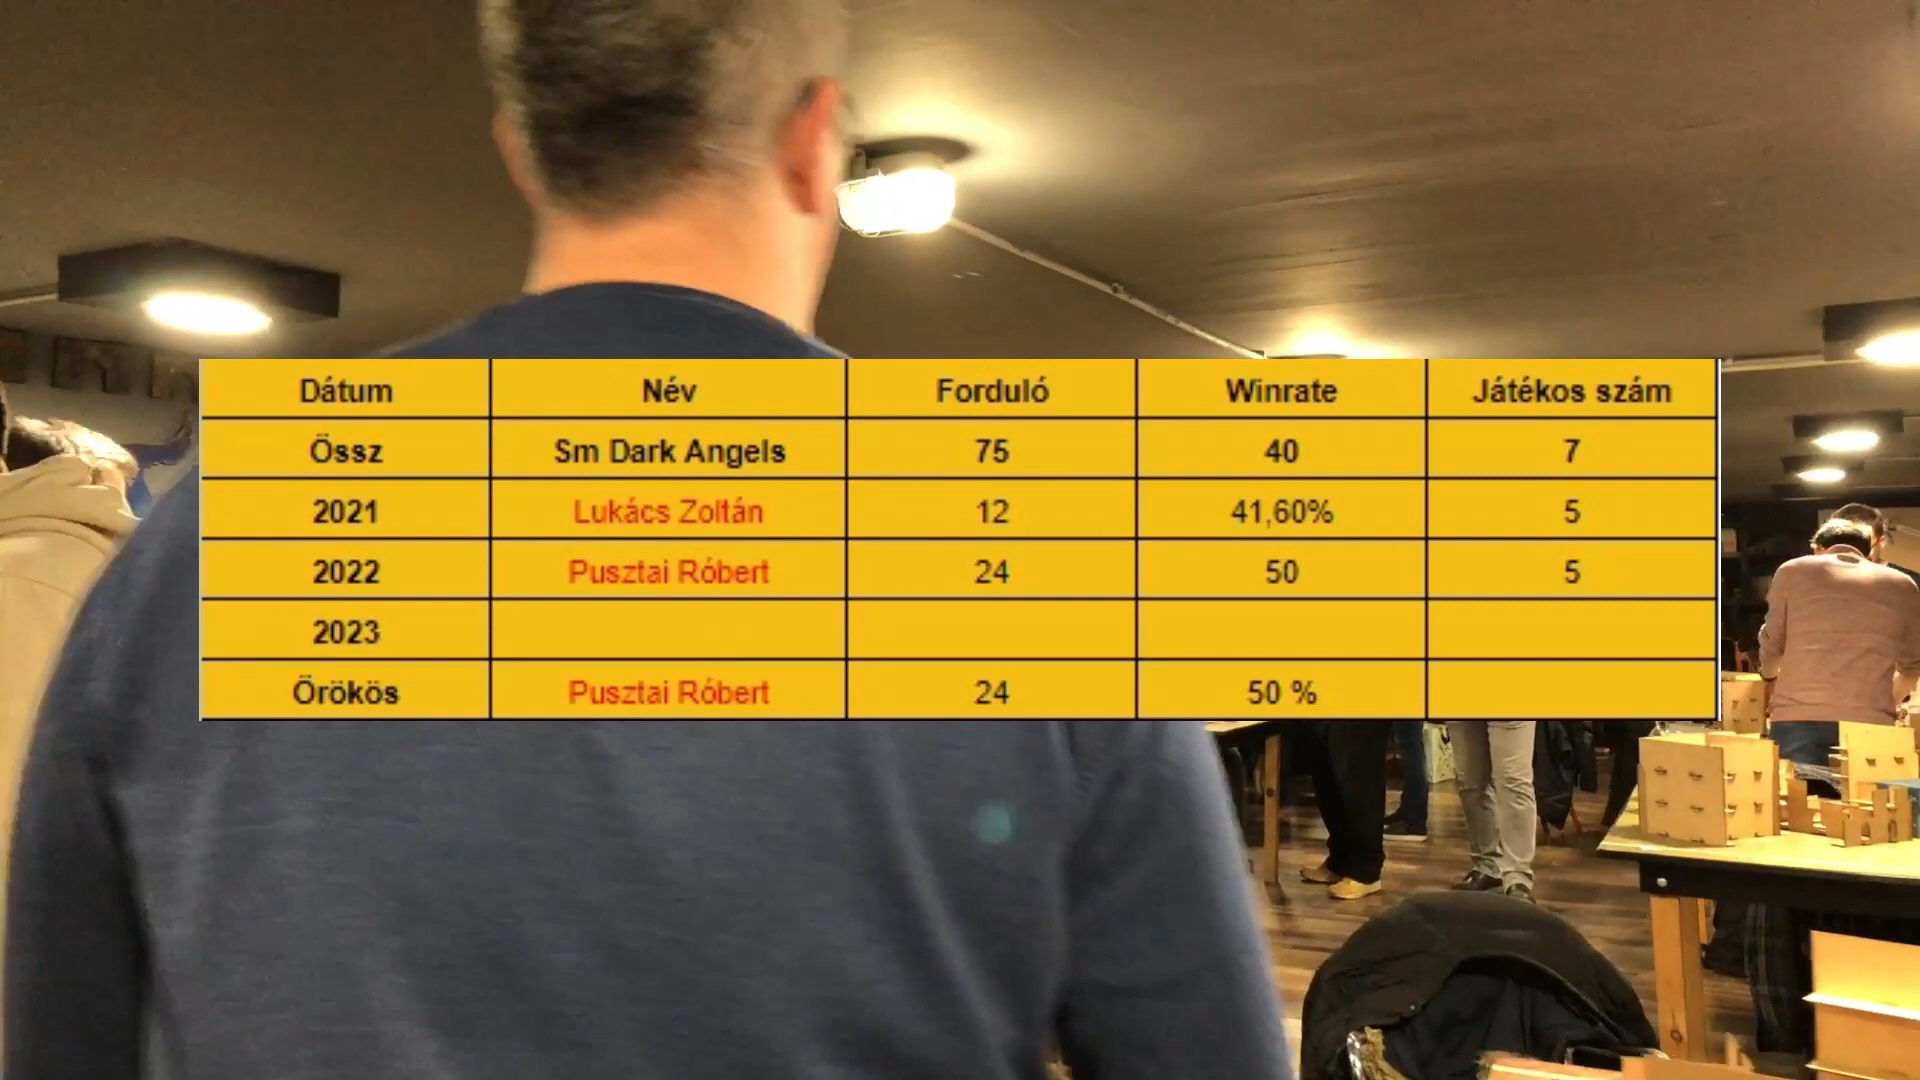 Dátum Név Forduló Winrate Játékos szám
Össz Sm Dark Angels 75 40 7
2021 Lukács Zoltán 12 41,60% 5
2022 Pusztai Róbert 24 50 5
2023
Örökös Pusztai Róbert 24 50 %